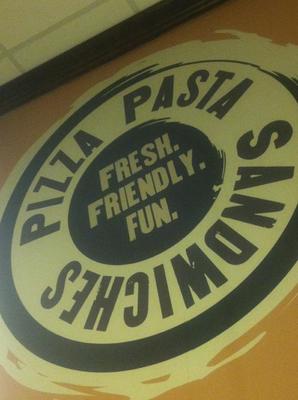 PIZZA PASTA SANDWICHES
FRESH.
FRIENDLY.
FUN.